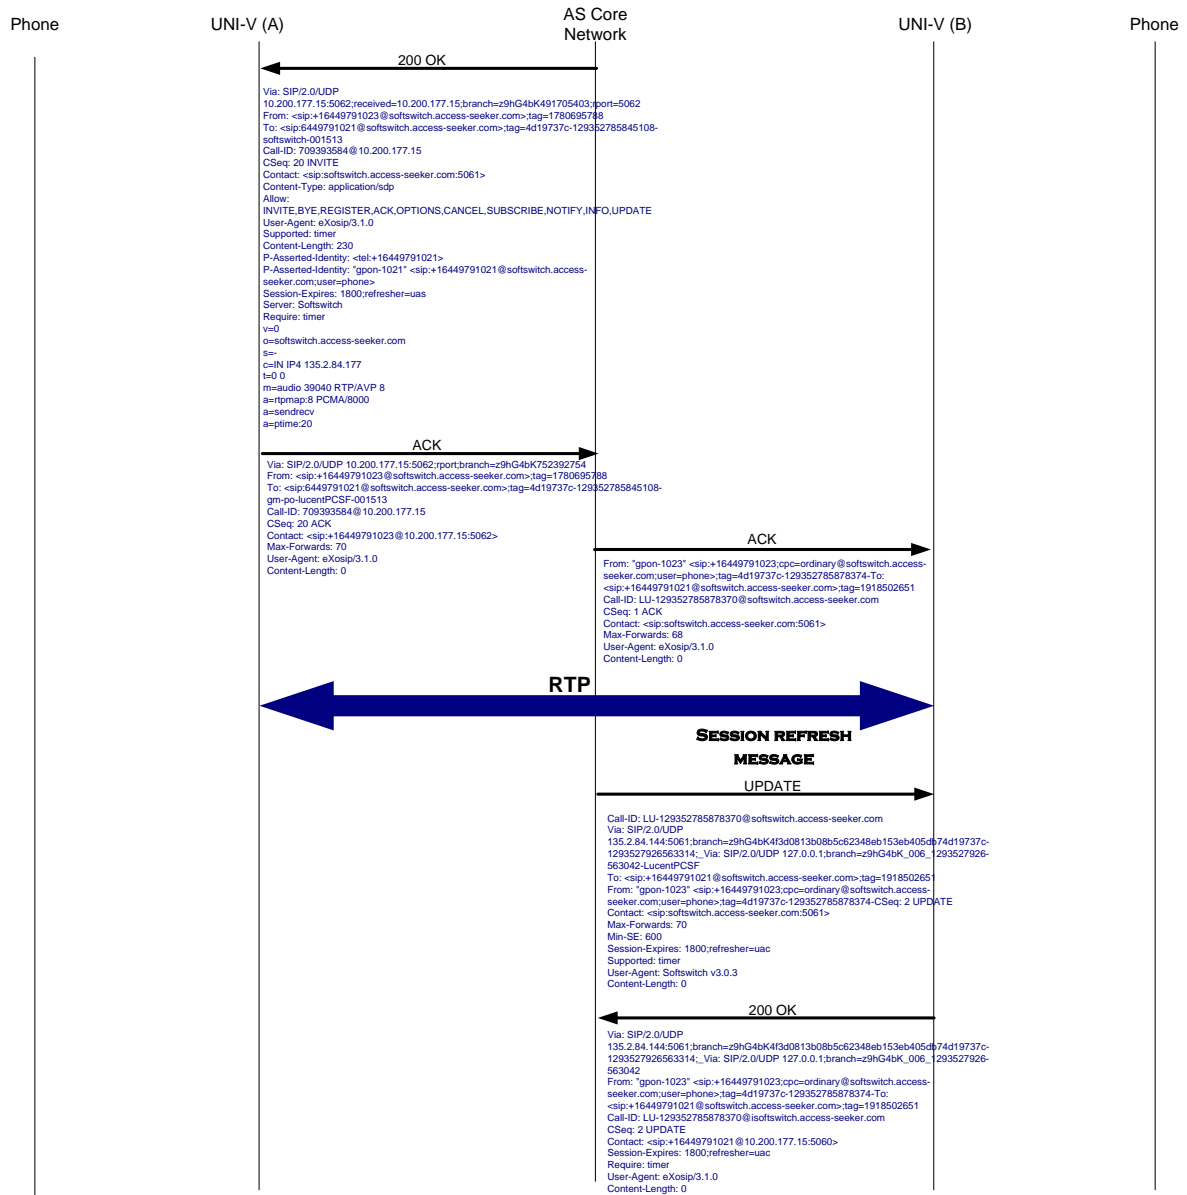 Phone
UNI-V (A)
AS Core
Network
UNI-V (B)
Phone
200 OK
Via: SIP/2.0/UDP
10.200.177.15:5062;received=10.200.177.15;branch=z9hG4bK491705403;rport=5062
From: <sip:+16449791023@softswitch.access-seeker.com>;tag=1780695788
To: <sip:6449791021@softswitch.access-seeker.com>;tag=4d19737c-129352785845108-
softswitch-001513
Call-ID: 709393584@10.200.177.15
CSeq: 20 INVITE
Contact: <sip:softswitch.access-seeker.com:5061>
Content-Type: application/sdp
Allow:
INVITE,BYE,REGISTER,ACK,OPTIONS,CANCEL,SUBSCRIBE,NOTIFY,INFO,UPDATE
User-Agent: eXosip/3.1.0
Supported: timer
Content-Length: 230
P-Asserted-Identity: <tel:+16449791021>
P-Asserted-Identity: "gpon-1021" <sip:+16449791021@softswitch.access-
seeker.com;user=phone>
Session-Expires: 1800;refresher=uas
Server: Softswitch
Require: timer
v=0
o=softswitch.access-seeker.com
s=-
c=IN IP4 135.2.84.177
t=0 0
m=audio 39040 RTP/AVP 8
a=rtpmap:8 PCMA/8000
a=sendrecv
a=ptime:20
ACK
Via: SIP/2.0/UDP 10.200.177.15:5062;rport;branch=z9hG4bK752392754
From: <sip:+16449791023@softswitch.access-seeker.com>;tag=1780695788
To: <sip:6449791021@softswitch.access-seeker.com>;tag=4d19737c-129352785845108-
gm-po-lucentPCSF-001513
Call-ID: 709393584@10.200.177.15
CSeq: 20 ACK
Contact: <sip:+16449791023@10.200.177.15:5062>
Max-Forwards: 70
User-Agent: eXosip/3.1.0
Content-Length: 0
ACK
From: "gpon-1023" <sip:+16449791023;cpc=ordinary@softswitch.access-
seeker.com;user=phone>;tag=4d19737c-129352785878374-To:
<sip:+16449791021@softswitch.access-seeker.com>;tag=1918502651
Call-ID: LU-129352785878370@softswitch.access-seeker.com
CSeq: 1 ACK
Contact: <sip:softswitch.access-seeker.com:5061>
Max-Forwards: 68
User-Agent: eXosip/3.1.0
Content-Length: 0
RTP
SESSION REFRESH
MESSAGE
UPDATE
Call-ID: LU-129352785878370@softswitch.access-seeker.com
Via: SIP/2.0/UDP
135.2.84.144:5061;branch=z9hG4bK4f3d0813b08b5c62348eb153eb405db74d19737c-
1293527926563314;_Via: SIP/2.0/UDP 127.0.0.1;branch=z9hG4bK_006_1293527926-
563042-LucentPCSF
To: <sip:+16449791021@softswitch.access-seeker.com>;tag=1918502651
From: "gpon-1023" <sip:+16449791023;cpc=ordinary@softswitch.access-
seeker.com;user=phone>;tag=4d19737c-129352785878374-CSeq: 2 UPDATE
Contact: <sip:softswitch.access-seeker.com:5061>
Max-Forwards: 70
Min-SE: 600
Session-Expires: 1800;refresher=uac
Supported: timer
User-Agent: Softswitch v3.0.3
Content-Length: 0
200 OK
Via: SIP/2.0/UDP
135.2.84.144:5061;branch=z9hG4bK4f3d0813b08b5c62348eb153eb405db74d19737c-
1293527926563314;_Via: SIP/2.0/UDP 127.0.0.1;branch=z9hG4bK_006_1293527926-
563042
From: "gpon-1023" <sip:+16449791023;cpc=ordinary@softswitch.access-
seeker.com;user=phone>;tag=4d19737c-129352785878374-To:
<sip:+16449791021@softswitch.access-seeker.com>;tag=1918502651
Call-ID: LU-129352785878370@isoftswitch.access-seeker.com
CSeq: 2 UPDATE
Contact: <sip:+16449791021@10.200.177.15:5060>
Session-Expires: 1800;refresher=uac
Require: timer
User-Agent: eXosip/3.1.0
Content-Length: 0